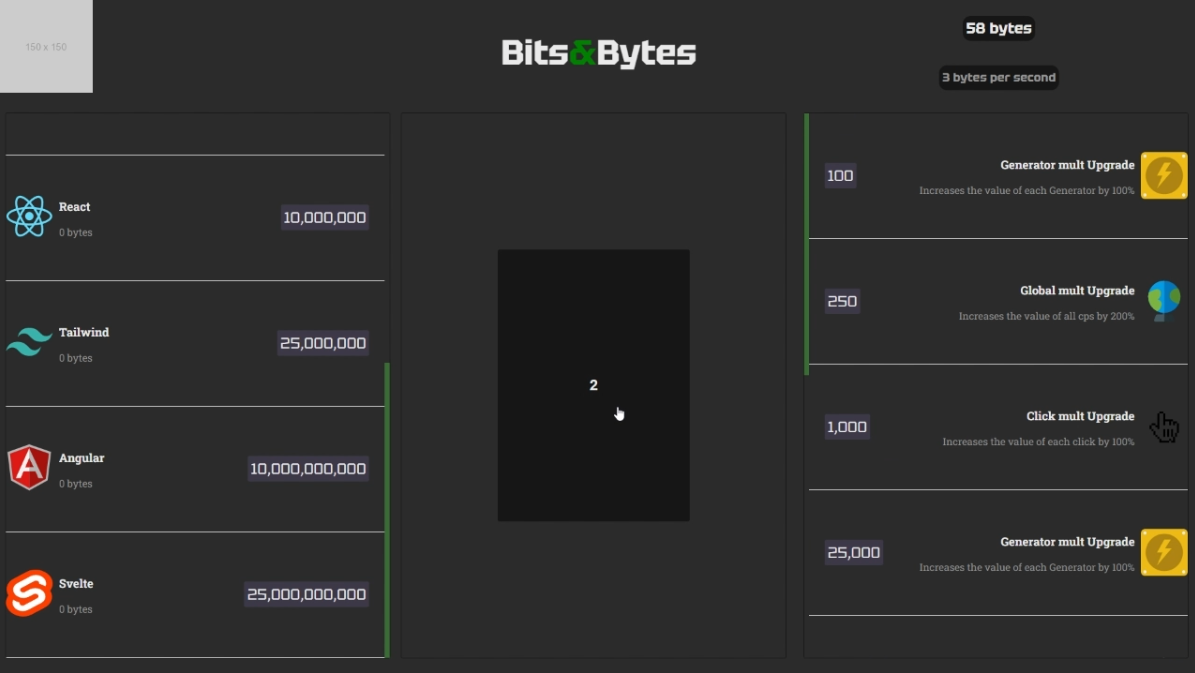 150 x 150
Bits&Bytes
58 bytes
3 bytes per second
React
0 bytes
10,000,000
Tailwind
0 bytes
25,000,000
Angular
0 bytes
10,000,000,000
Svelte
0 bytes
25,000,000,000
2
100
Generator mult Upgrade
Increases the value of each Generator by 100%
250
Global mult Upgrade
Increases the value of all cps by 200%
1,000
Click mult Upgrade
Increases the value of each click by 100%
25,000
Generator mult Upgrade
Increases the value of each Generator by 100%